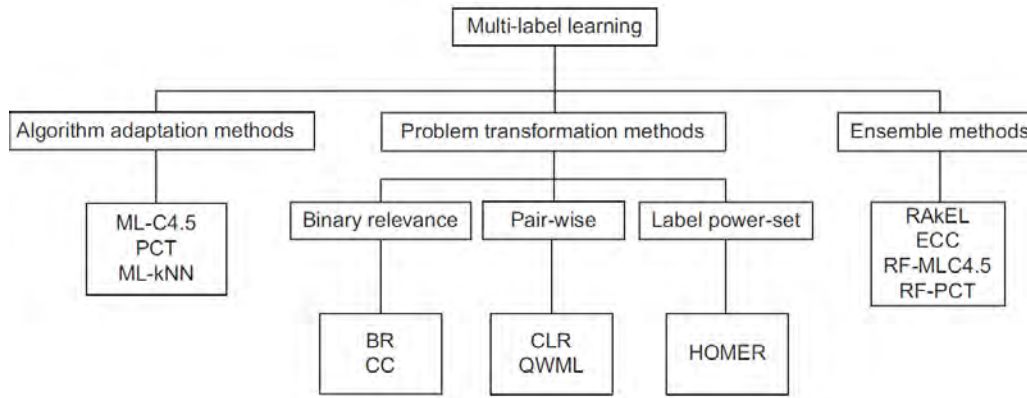 Multi-label learning
Algorithm adaptation methods
Problem transformation methods
Ensemble methods
ML-C4.5
PCT
ML-kNN
Binary relevance
Pair-wise
Label power-set
RAkEL
ECC
RF-MLC4.5
RF-PCT
BR
CC
CLR
QWML
HOMER